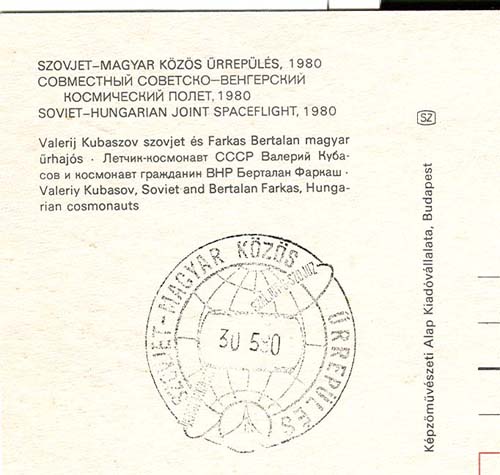 SZOVJET–MAGYAR KÖZÖS ŰRREPÜLÉS, 1980
СОВМЕСТНЫЙ СОВЕТСКО–ВЕНГЕРСКИЙ
КОСМИЧЕСКИЙ ПОЛЕТ, 1980
SOVIET–HUNGARIAN JOINT SPACEFLIGHT, 1980
Valerij Kubaszov szovjet és Farkas Bertalan magyar
űrhajós · Летчик-космонавт СССР Валерий Куба-
сов и космонавт гражданин ВНР Берталан Фаркаш ·
Valeriy Kubasov, Soviet and Bertalan Farkas, Hunga-
rian cosmonauts
SZ
Képzőművészeti Alap Kiadóvállalata, Budapest
SZOVJET–MAGYAR KÖZÖS
ŰRREPÜLÉS
30 5 80